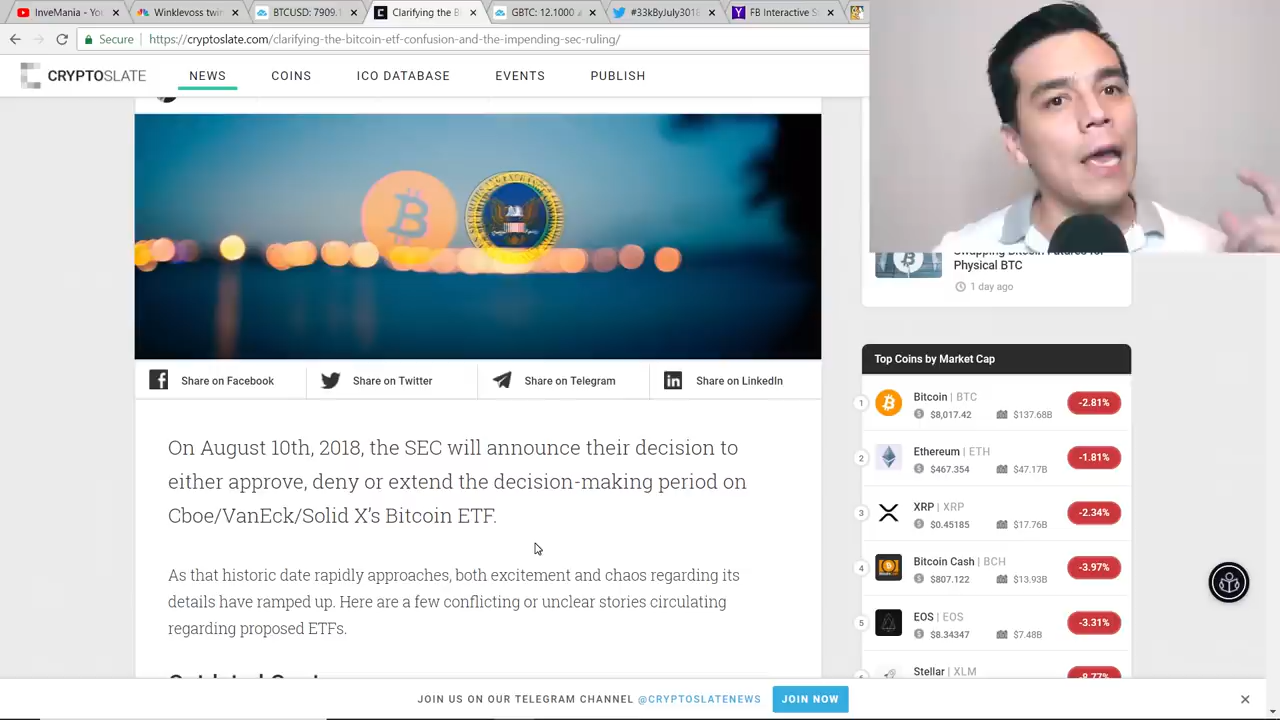 InveMania - Yo
Winklevoss twin
BTCUSD: 7909.1
Clarifying the B
GBTC: 12.1000
#33kByJuly3018
FB Interactive S
Secure
https://cryptoslate.com/clarifying-the-bitcoin-etf-confusion-and-the-impending-sec-ruling/
CRYPTOSLATE
NEWS
COINS
ICO DATABASE
EVENTS
PUBLISH
Swapping Bitcoin Futures for
Physical BTC
1 day ago
Share on Facebook
Share on Twitter
Share on Telegram
Share on LinkedIn
On August 10th, 2018, the SEC will announce their decision to
either approve, deny or extend the decision-making period on
Cboe/VanEck/Solid X’s Bitcoin ETF.
As that historic date rapidly approaches, both excitement and chaos regarding its
details have ramped up. Here are a few conflicting or unclear stories circulating
regarding proposed ETFs.
Top Coins by Market Cap
1
Bitcoin | BTC
$8,017.42
$137.68B
-2.81%
2
Ethereum | ETH
$467.354
$47.17B
-1.81%
3
XRP | XRP
$0.45185
$17.76B
-2.34%
4
Bitcoin Cash | BCH
$807.122
$13.93B
-3.97%
5
EOS | EOS
$8.34347
$7.48B
-3.31%
Stellar | XLM
-8.77%
JOIN US ON OUR TELEGRAM CHANNEL @CRYPTOSLATENEWS
JOIN NOW